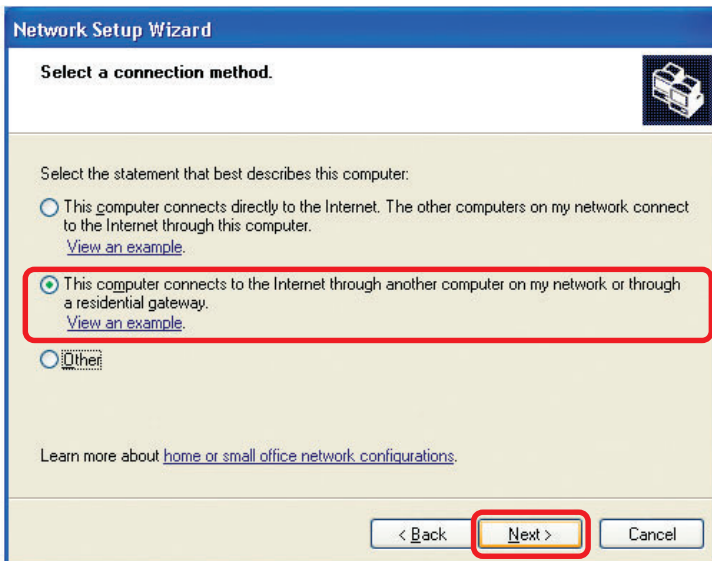 Network Setup Wizard
Select a connection method.
Select the statement that best describes this computer:
This computer connects directly to the Internet. The other computers on my network connect
to the Internet through this computer.
View an example.
This computer connects to the Internet through another computer on my network or through
a residential gateway.
View an example.
Other
Learn more about home or small office network configurations.
< Back Next > Cancel